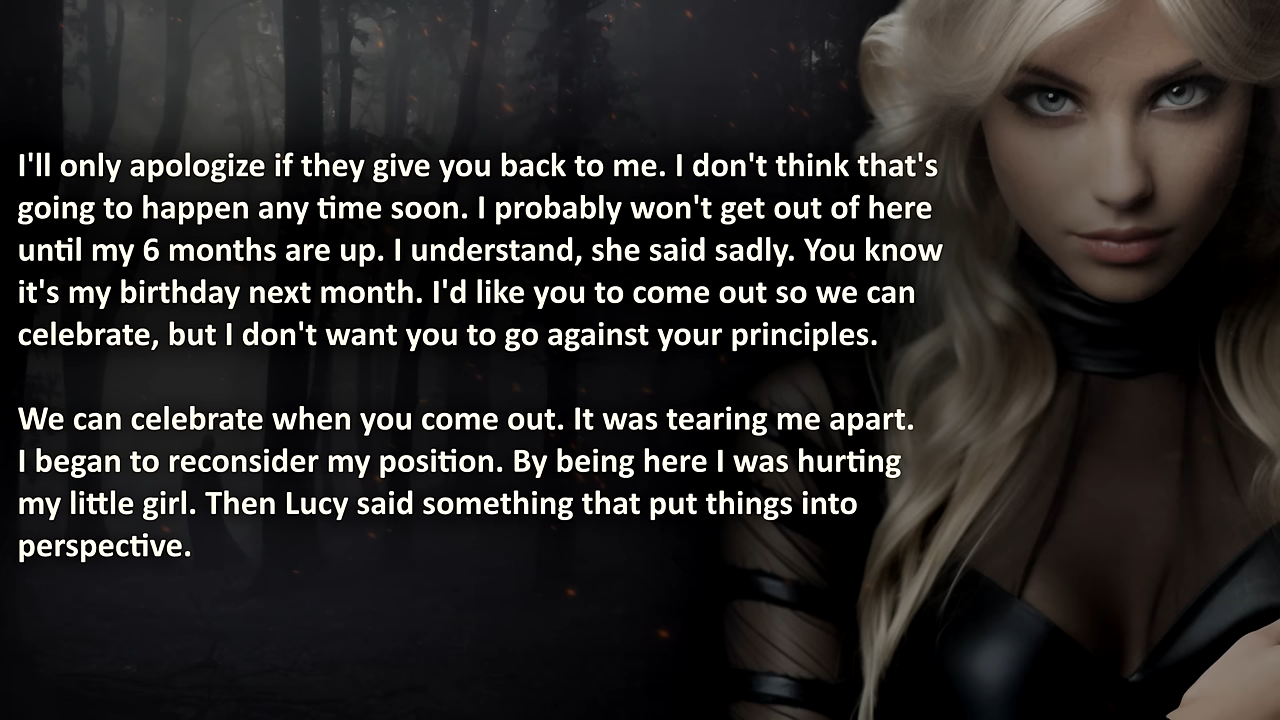 I'll only apologize if they give you back to me. I don't think that's
going to happen any time soon. I probably won't get out of here
until my 6 months are up. I understand, she said sadly. You know
it's my birthday next month. I'd like you to come out so we can
celebrate, but I don't want you to go against your principles.
We can celebrate when you come out. It was tearing me apart.
I began to reconsider my position. By being here I was hurting
my little girl. Then Lucy said something that put things into
perspective.